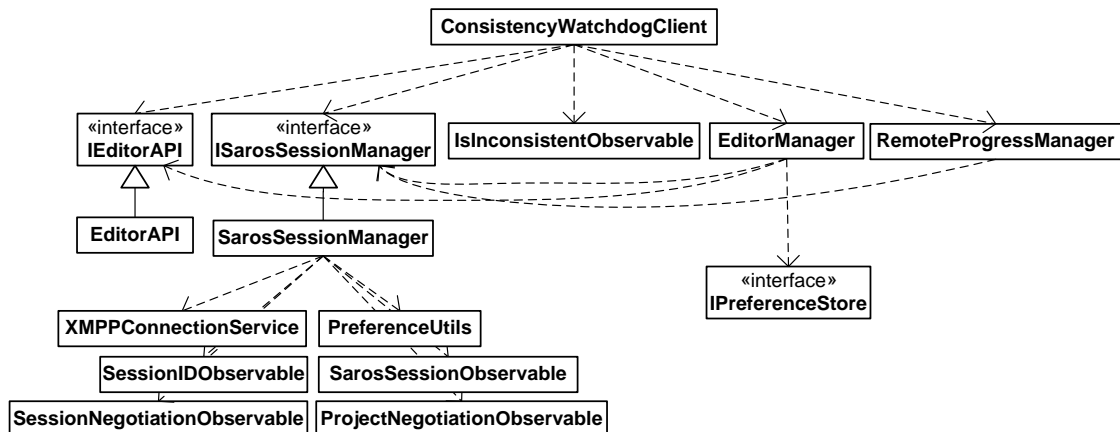 ConsistencyWatchdogClient
«interface»
IEditorAPI
«interface»
ISarosSessionManager
IsInconsistentObservable
EditorManager
RemoteProgressManager
EditorAPI
SarosSessionManager
«interface»
IPreferenceStore
XMPPConnectionService
PreferenceUtils
SessionIDObservable
SarosSessionObservable
SessionNegotiationObservable
ProjectNegotiationObservable